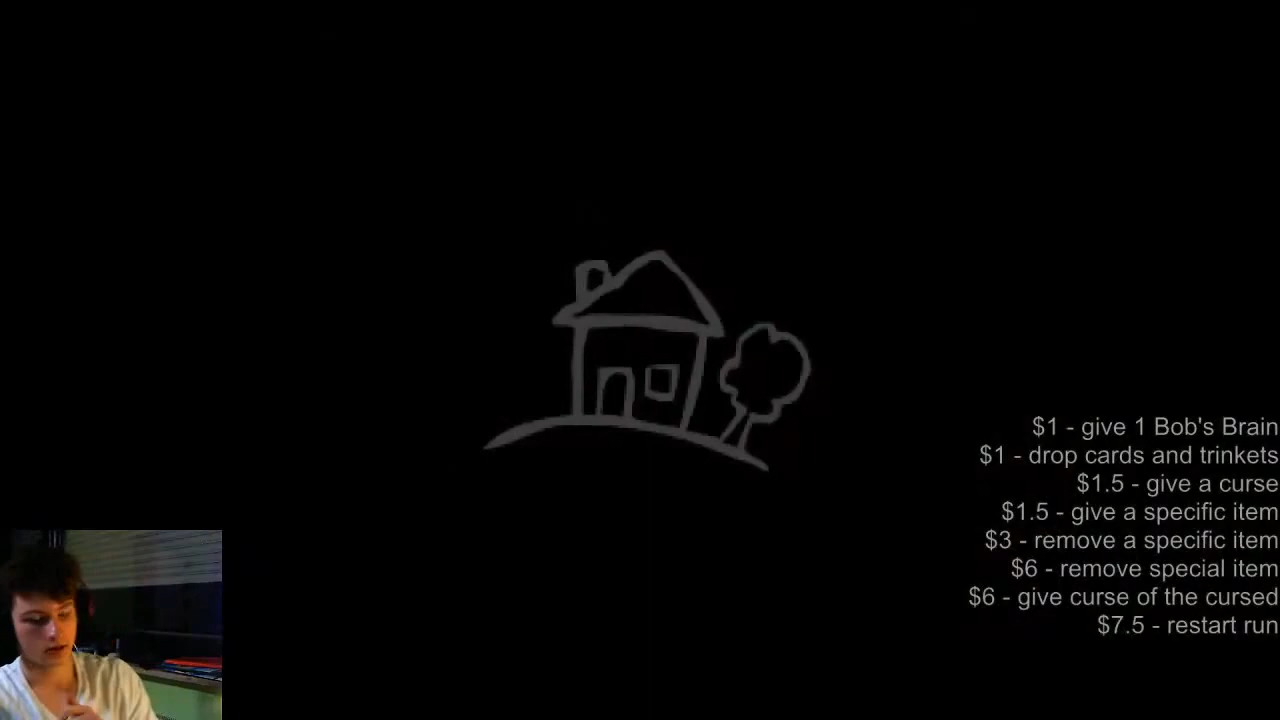 $1 - give 1 Bob's Brain
$1 - drop cards and trinkets
$1.5 - give a curse
$1.5 - give a specific item
$3 - remove a specific item
$6 - remove special item
$6 - give curse of the cursed
$7.5 - restart run